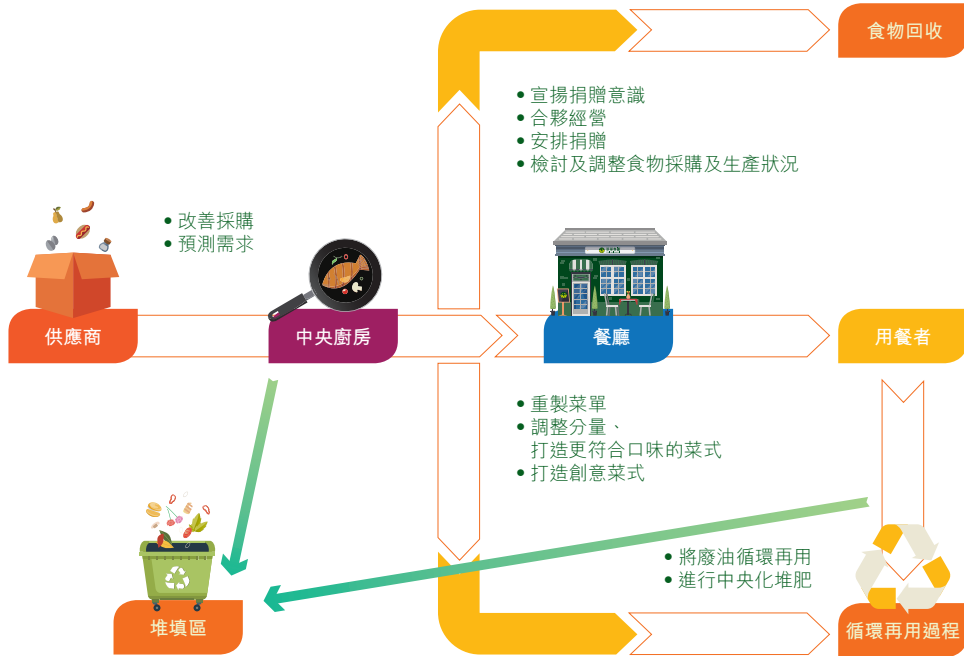 食物回收
• 宣揚捐贈意識
• 合夥經營
• 安排捐贈
• 檢討及調整食物採購及生產狀況
• 改善採購
• 預測需求
供應商
中央廚房
餐廳
用餐者
• 重製菜單
• 調整分量、
打造更符合口味的菜式
• 打造創意菜式
• 將廢油循環再用
• 進行中央化堆肥
堆填區
循環再用過程